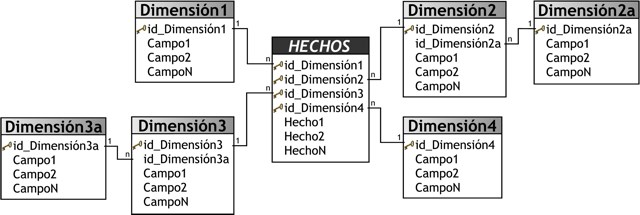 Dimensión1
id_Dimensión1
Campo1
Campo2
CampoN
Dimensión2
id_Dimensión2
id_Dimensión2a
Campo1
Campo2
CampoN
Dimensión2a
id_Dimensión2a
Campo1
Campo2
CampoN
1
n
HECHOS
id_Dimensión1
id_Dimensión2
id_Dimensión3
id_Dimensión4
Hecho1
Hecho2
HechoN
1
n
1
n
Dimensión3a
id_Dimensión3a
Campo1
Campo2
CampoN
1
n
Dimensión3
id_Dimensión3
id_Dimensión3a
Campo1
Campo2
CampoN
1
n
Dimensión4
id_Dimensión4
Campo1
Campo2
CampoN
n
1